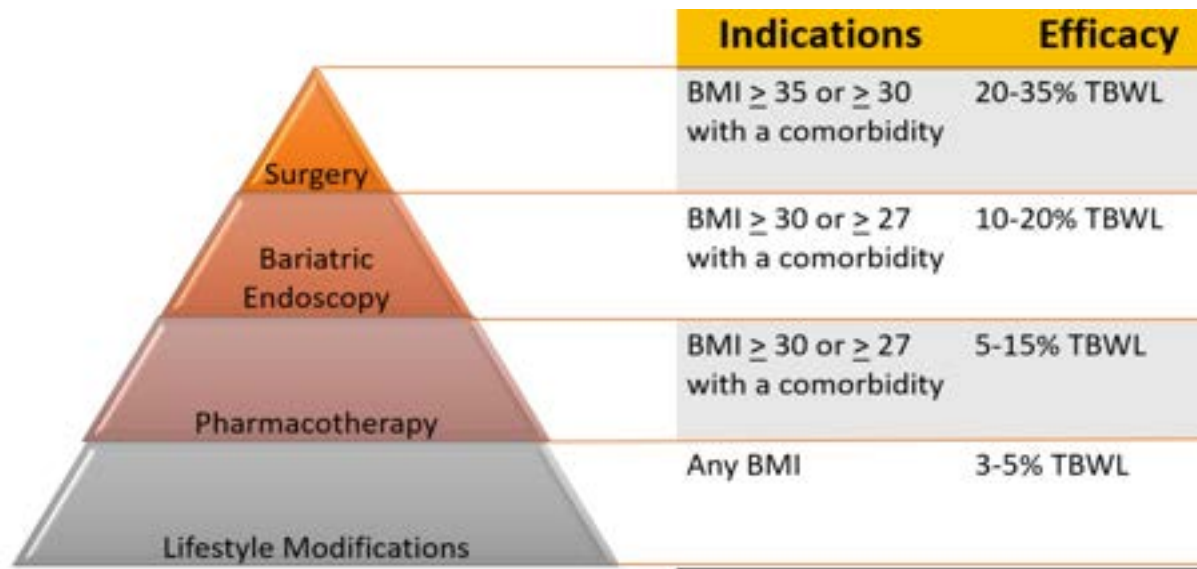 Indications Efficacy
Surgery
BMI ≥ 35 or ≥ 30
with a comorbidity
20-35% TBWL
Bariatric
Endoscopy
BMI ≥ 30 or ≥ 27
with a comorbidity
10-20% TBWL
Pharmacotherapy
BMI ≥ 30 or ≥ 27
with a comorbidity
5-15% TBWL
Lifestyle Modifications
Any BMI
3-5% TBWL